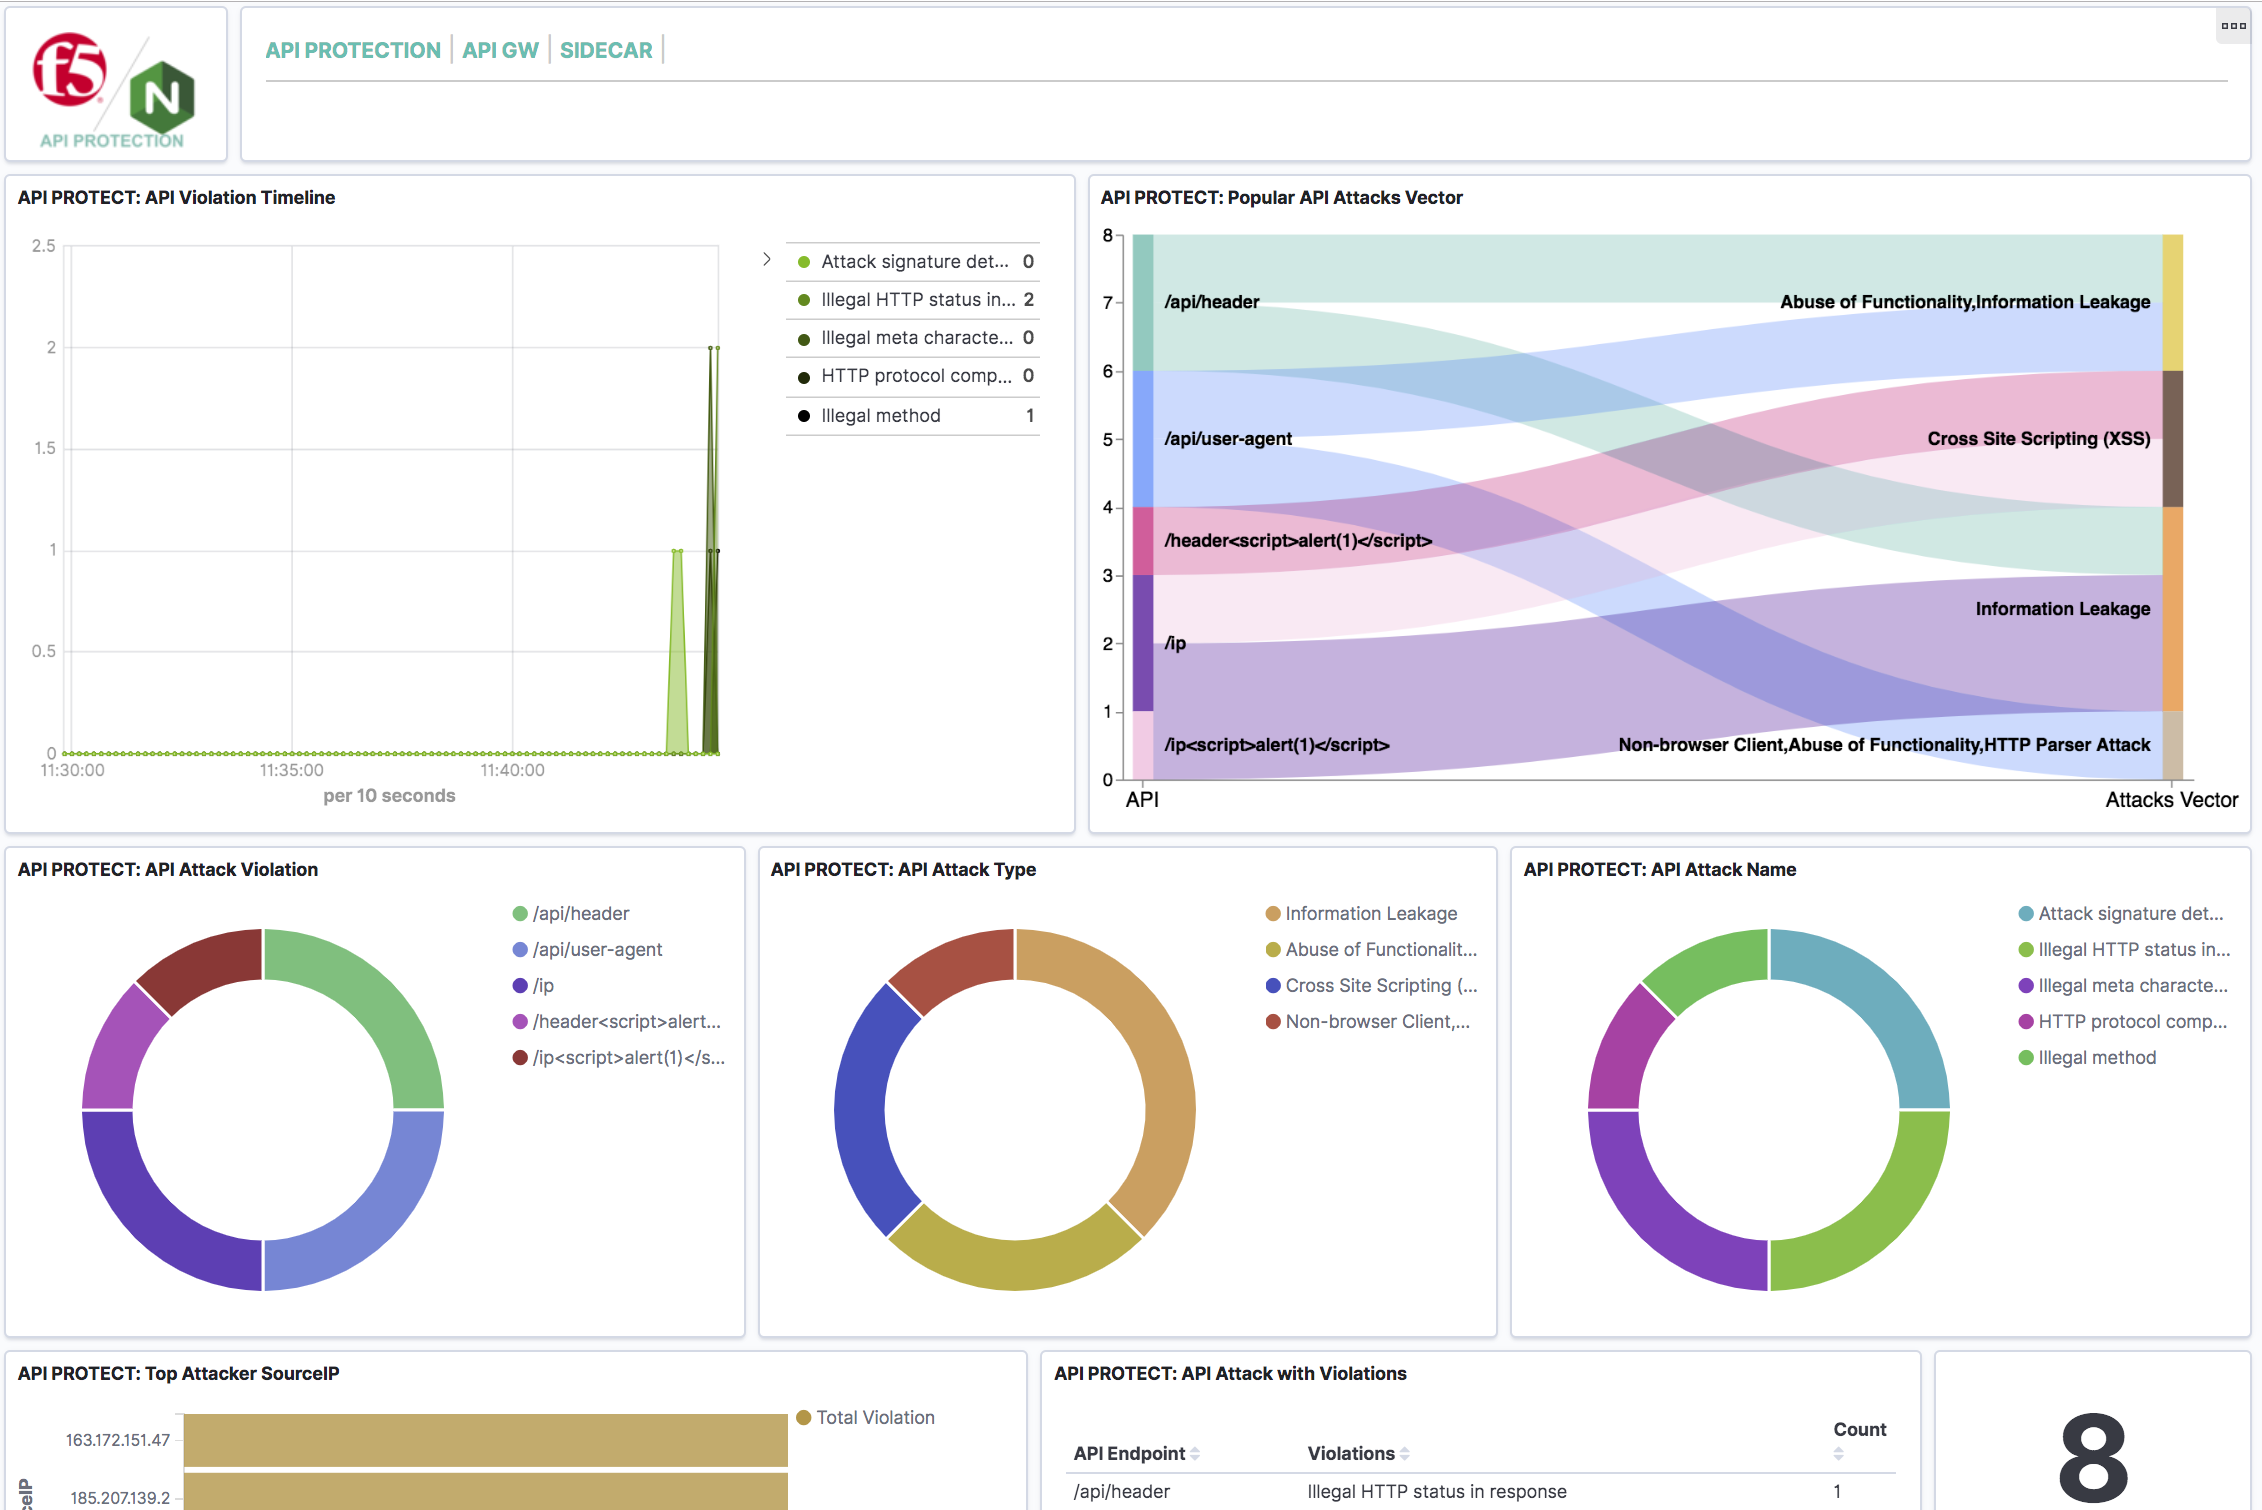 f5
N
API PROTECTION
API PROTECTION | API GW | SIDECAR |
API PROTECT: API Violation Timeline
2.5
2
1.5
1
0.5
0
11:30:00 11:35:00 11:40:00
per 10 seconds
Attack signature det... 0
Illegal HTTP status in... 2
Illegal meta characte... 0
HTTP protocol comp... 0
Illegal method 1
API PROTECT: Popular API Attacks Vector
8
7
6
5
4
3
2
1
0
/api/header
/api/user-agent
/header<script>alert(1)</script>
/ip
/ip<script>alert(1)</script>
Abuse of Functionality,Information Leakage
Cross Site Scripting (XSS)
Information Leakage
Non-browser Client,Abuse of Functionality,HTTP Parser Attack
API
Attacks Vector
API PROTECT: API Attack Violation
/api/header
/api/user-agent
/ip
/header<script>alert...
/ip<script>alert(1)</s...
API PROTECT: API Attack Type
Information Leakage
Abuse of Functionalit...
Cross Site Scripting (...
Non-browser Client,...
API PROTECT: API Attack Name
Attack signature det...
Illegal HTTP status in...
Illegal meta characte...
HTTP protocol comp...
Illegal method
API PROTECT: Top Attacker SourceIP
163.172.151.47
185.207.139.2
Total Violation
API PROTECT: API Attack with Violations
API Endpoint Violations Count
/api/header Illegal HTTP status in response 1
8